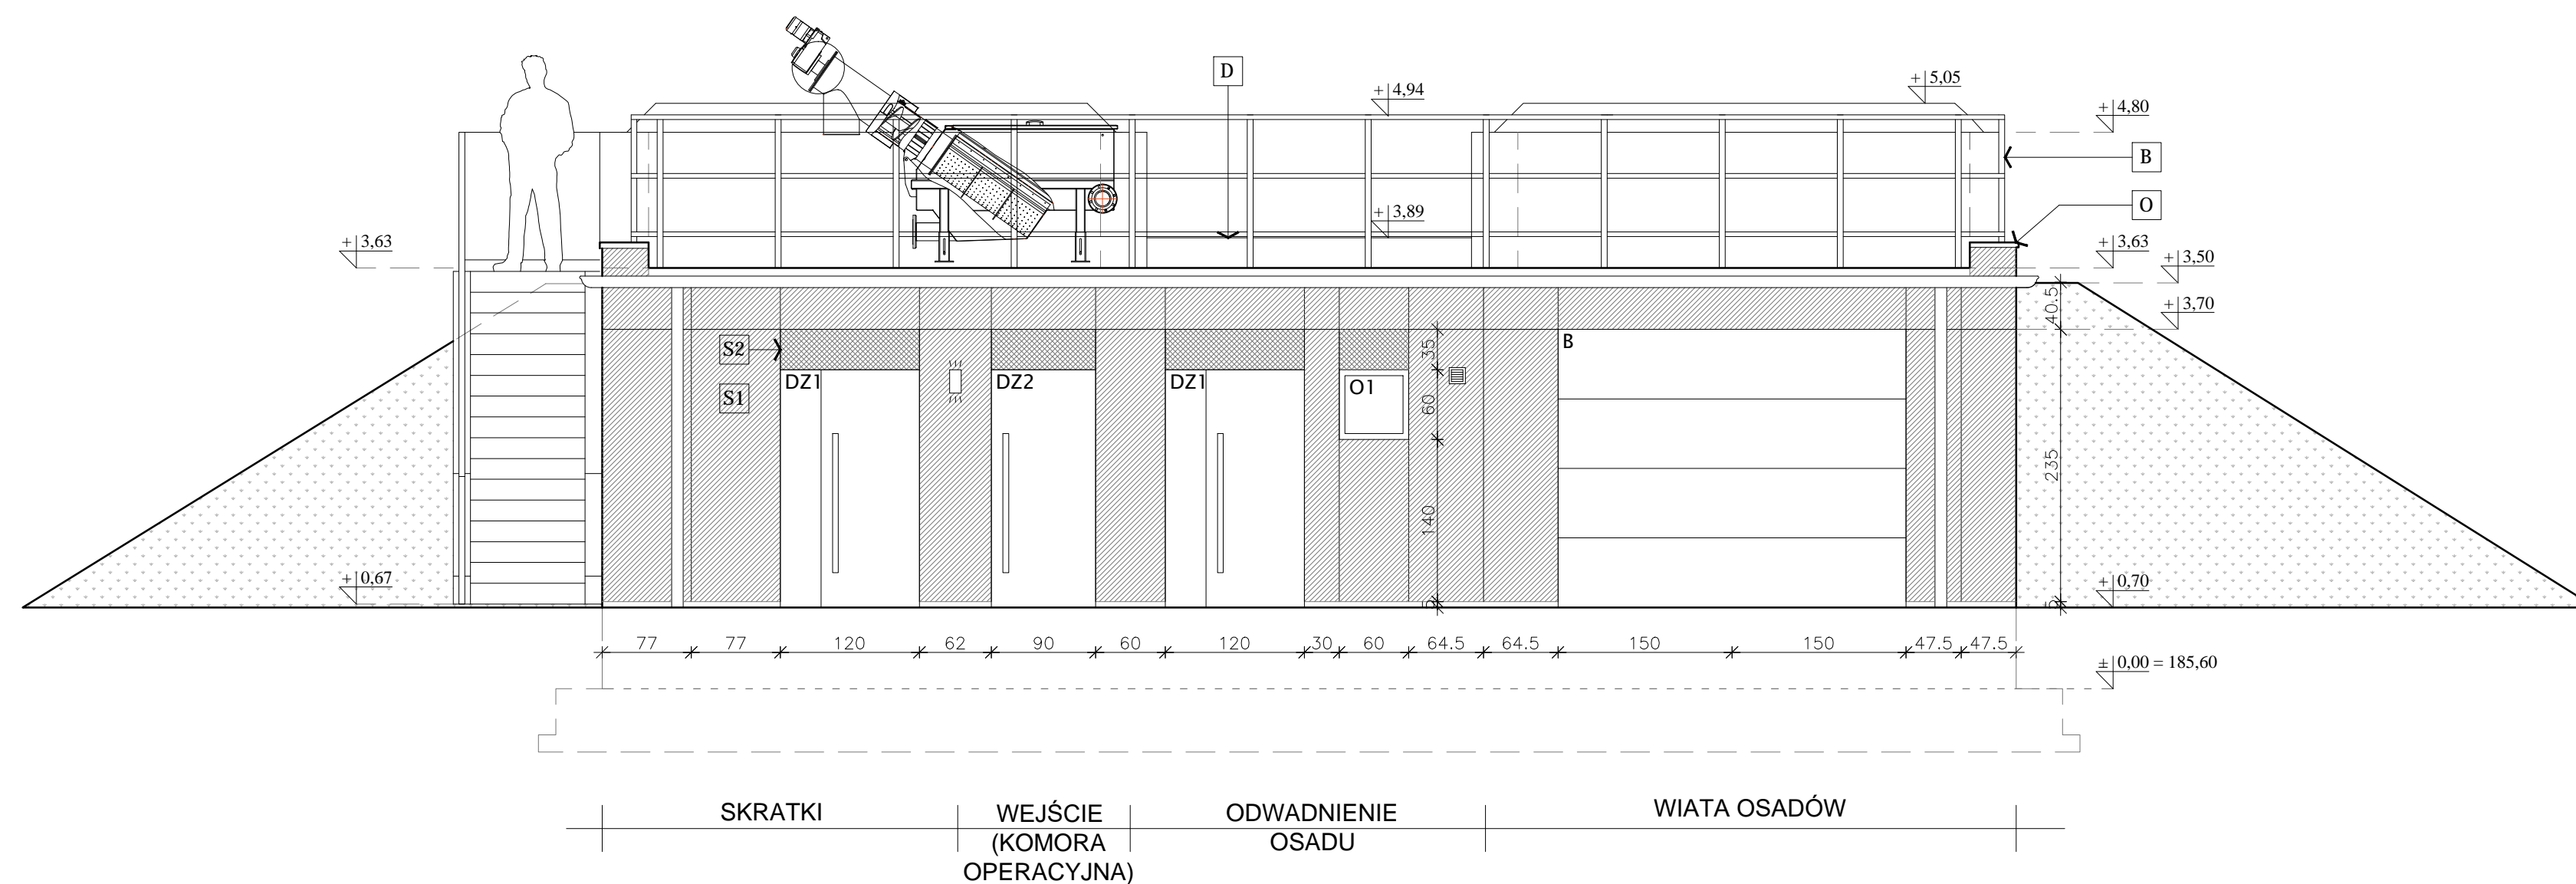 D
+ 4,94
+ 5,05
+ 4,80
B
O
+ 3,89
+ 3,63
+ 3,63
+ 3,50
+ 3,70
40.5
S2
S1
DZ1
DZ2
DZ1
O1
B
35
60
140
5
235
5
+ 0,67
+ 0,70
77 77 120 62 90 60 120 30 60 64.5 64.5 150 150 47.5 47.5
± 0,00 = 185,60
SKRATKI
WEJŚCIE
(KOMORA
OPERACYJNA)
ODWADNIENIE
OSADU
WIATA OSADÓW